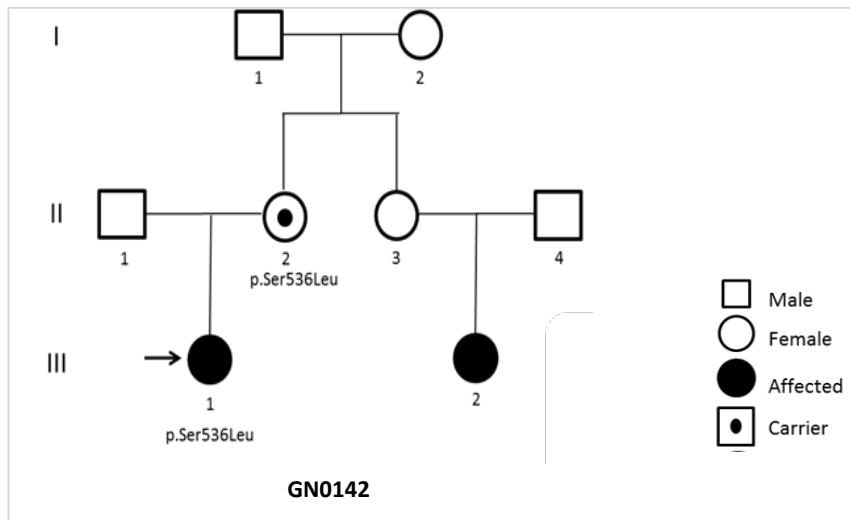 I
1 2
II
1 2 3 4
p.Ser536Leu
III
1 2
p.Ser536Leu
Male
Female
Affected
Carrier
GN0142